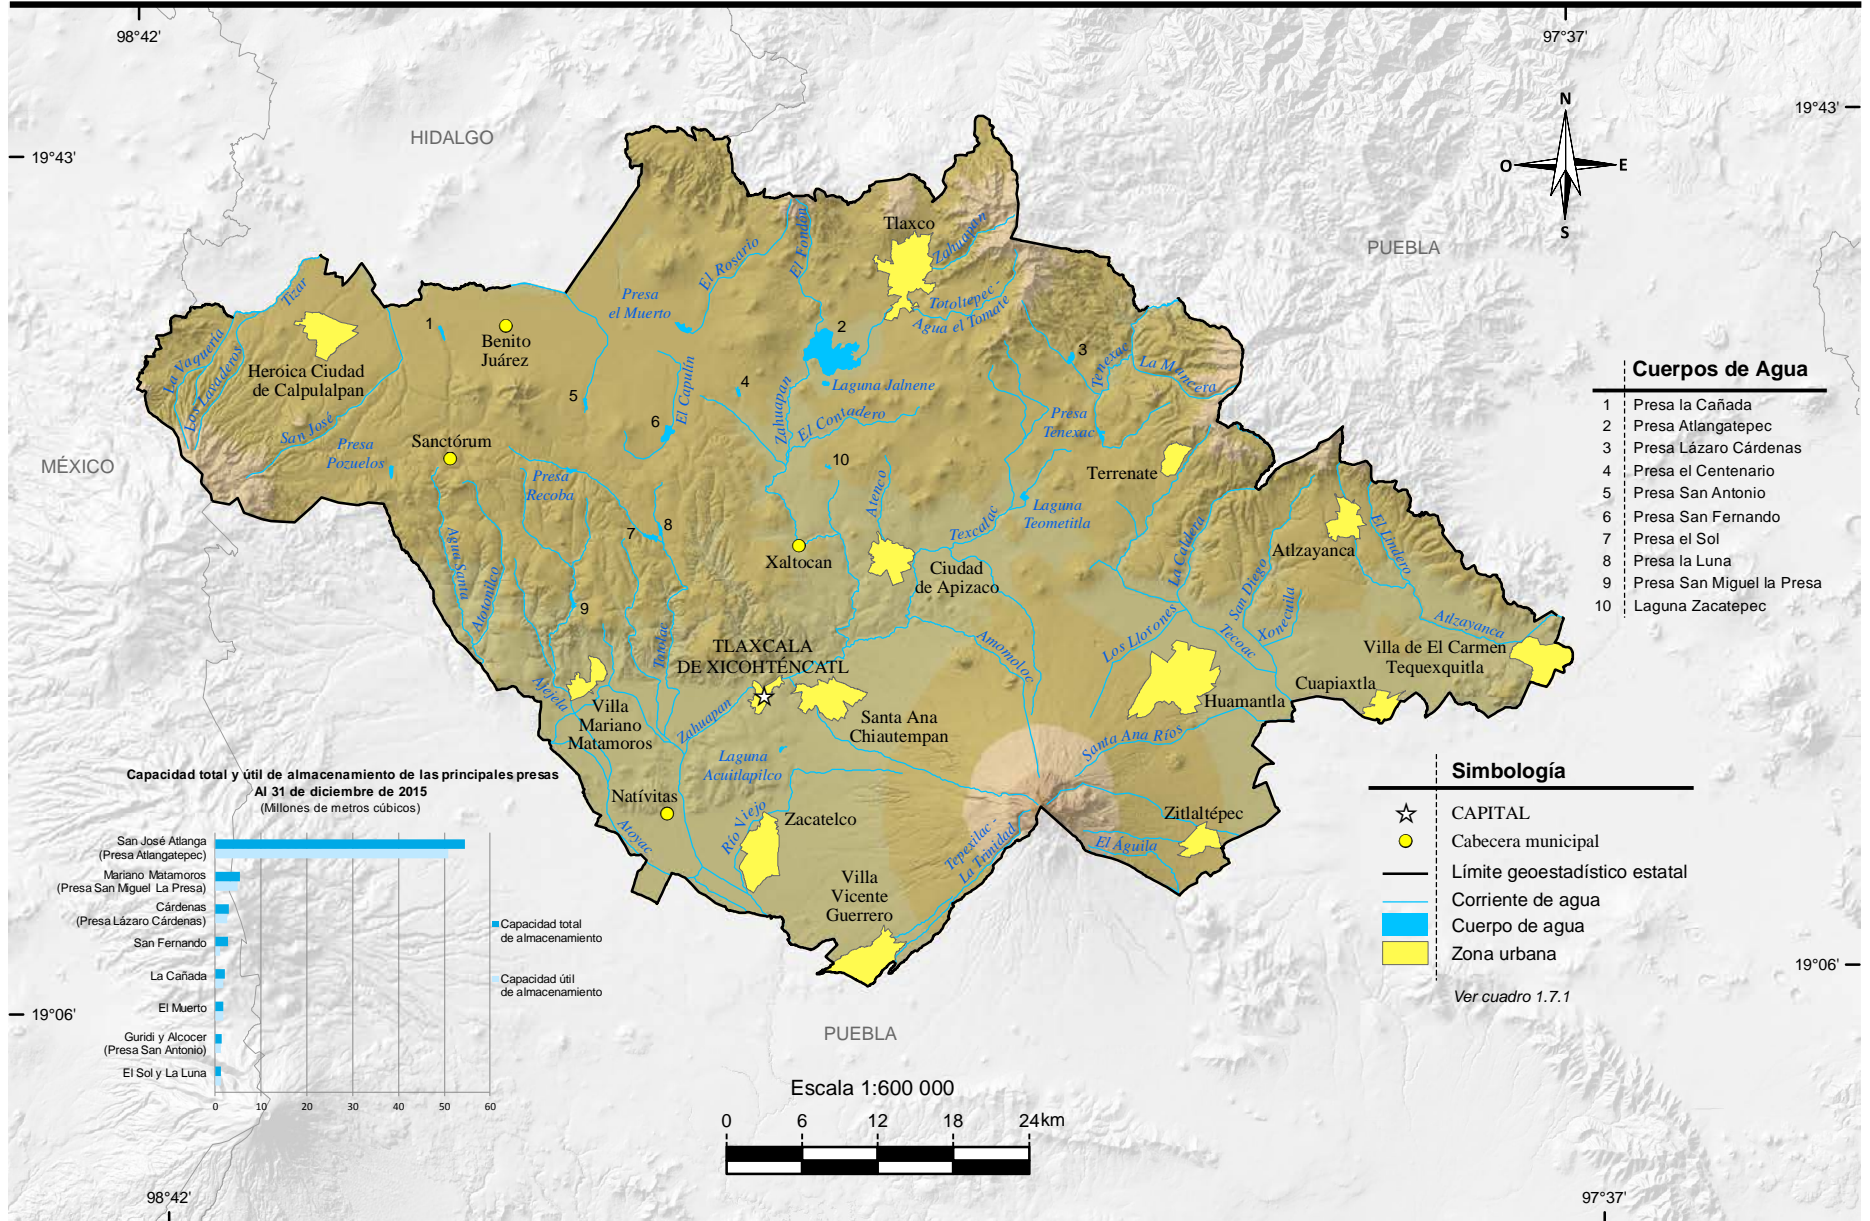 98°42'
97°37'
19°43'
19°43'
HIDALGO
N
O
E
S
PUEBLA
MÉXICO
Tlaxco
Zahuapan
El Fondón
El Rosario
Totoltepec -
Agua el Tomate
Presa
el Muerto
Tizar
La Vaquería
Los Lavaderos
Heroica Ciudad
de Calpulalpan
1
Benito
Juárez
2
3
Tenexac
La Mancera
Laguna Jalnene
4
5
6
El Capulín
Zahuapan
El Contadero
Presa
Tenexac
San José
Presa
Pozuelos
Sanctórum
Presa
Recoba
10
Atenco
Terrenate
Laguna
Teometitla
Texcalac
7
8
Agua Santa
Atotonilco
Xaltocan
Ciudad
de Apizaco
La Caldera
Atlzayanca
El Lindero
San Diego
Xonecuila
9
Totolac
TLAXCALA
DE XICOHTÉNCATL
Amomoloc
Los Llorones
Tecoac
Atlzayanca
Villa de El Carmen
Tequexquitla
Cuapiaxtla
Huamantla
Ajejela
Villa
Mariano
Matamoros
Zahuapan
Santa Ana
Chiautempan
Santa Ana Ríos
Laguna
Acuitlapilco
Natívitas
Atoyac
Río Viejo
Zacatelco
Zitlaltépec
El Águila
Tepexilac -
La Trinidad
Villa
Vicente
Guerrero
PUEBLA
Cuerpos de Agua
1 Presa la Cañada
2 Presa Atlangatepec
3 Presa Lázaro Cárdenas
4 Presa el Centenario
5 Presa San Antonio
6 Presa San Fernando
7 Presa el Sol
8 Presa la Luna
9 Presa San Miguel la Presa
10 Laguna Zacatepec
Simbología
CAPITAL
Cabecera municipal
Límite geoestadístico estatal
Corriente de agua
Cuerpo de agua
Zona urbana
Ver cuadro 1.7.1
Capacidad total y útil de almacenamiento de las principales presas
Al 31 de diciembre de 2015
(Millones de metros cúbicos)
San José Atlanga
(Presa Atlangatepec)
Mariano Matamoros
(Presa San Miguel La Presa)
Cárdenas
(Presa Lázaro Cárdenas)
San Fernando
La Cañada
El Muerto
Guridi y Alcocer
(Presa San Antonio)
El Sol y La Luna
0 10 20 30 40 50 60
Capacidad total
de almacenamiento
Capacidad útil
de almacenamiento
19°06'
19°06'
Escala 1:600 000
0 6 12 18 24 km
98°42'
97°37'